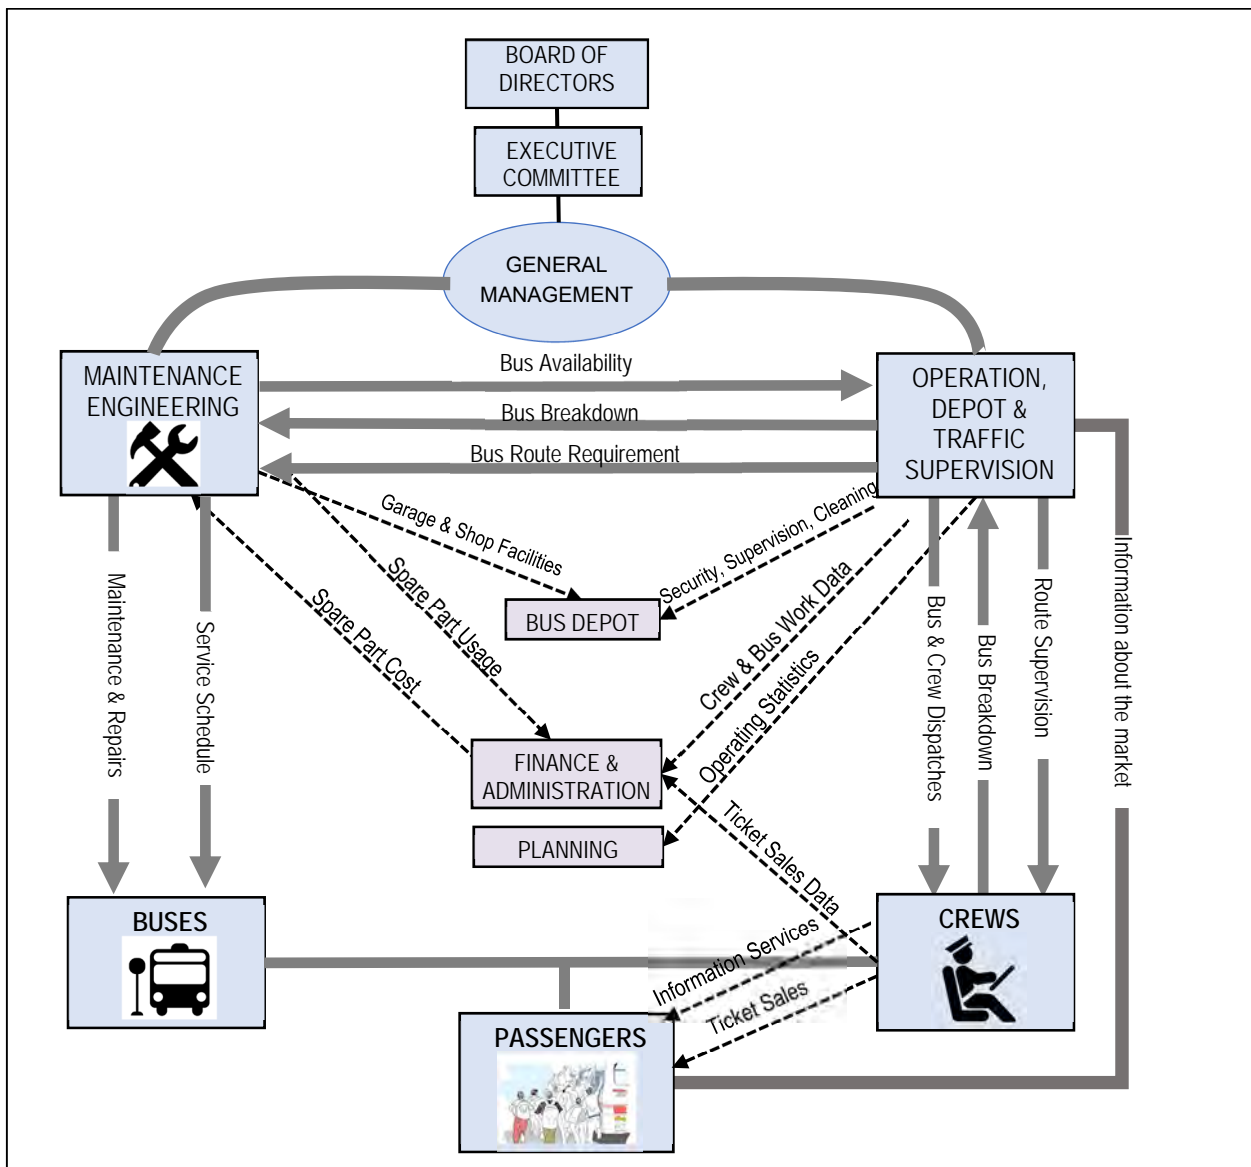 BOARD OF
DIRECTORS
EXECUTIVE
COMMITTEE
GENERAL
MANAGEMENT
MAINTENANCE
ENGINEERING
Bus Availability
Bus Breakdown
Bus Route Requirement
OPERATION,
DEPOT &
TRAFFIC
SUPERVISION
Garage & Shop Facilities
Security, Supervision, Cleaning
BUS DEPOT
Maintenance & Repairs
Service Schedule
Spare Part Cost
Spare Part Usage
Crew & Bus Work Data
Operating Statistics
Bus & Crew Dispatches
Bus Breakdown
Route Supervision
Information about the market
FINANCE &
ADMINISTRATION
PLANNING
Ticket Sales Data
BUSES
CREWS
Information Services
Ticket Sales
PASSENGERS